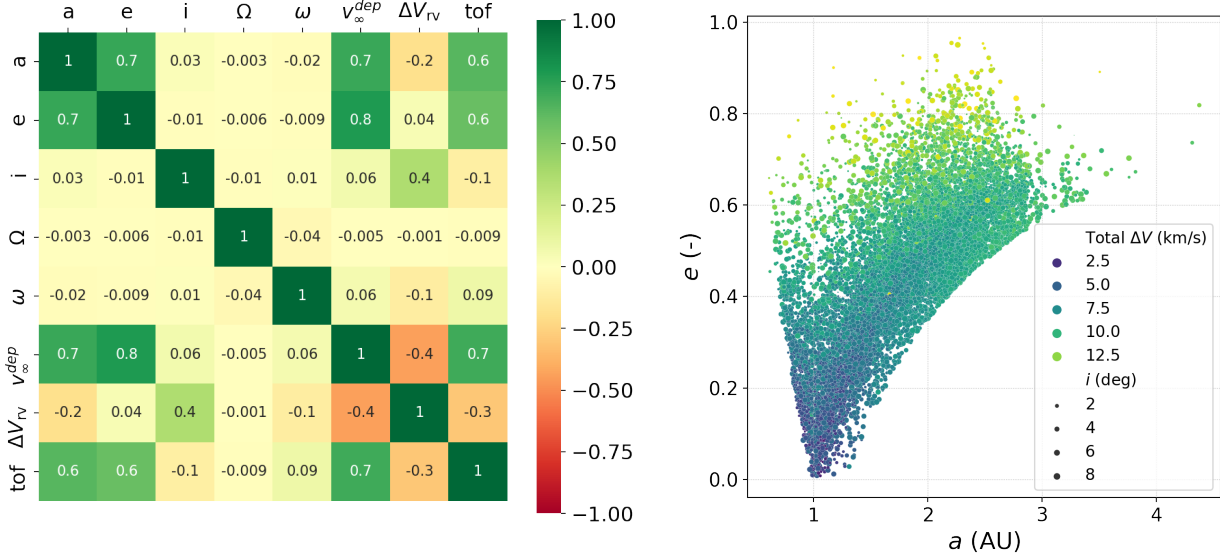 a e i Ω ω v∞^dep ΔV_rv tof
a 1 0.7 0.03 -0.003 -0.02 0.7 -0.2 0.6
e 0.7 1 -0.01 -0.006 -0.009 0.8 0.04 0.6
i 0.03 -0.01 1 -0.01 0.01 0.06 0.4 -0.1
Ω -0.003 -0.006 -0.01 1 -0.04 -0.005 -0.001 -0.009
ω -0.02 -0.009 0.01 -0.04 1 0.06 -0.1 0.09
v∞^dep 0.7 0.8 0.06 -0.005 0.06 1 -0.4 0.7
ΔV_rv -0.2 0.04 0.4 -0.001 -0.1 -0.4 1 -0.3
tof 0.6 0.6 -0.1 -0.009 0.09 0.7 -0.3 1
1.00
0.75
0.50
0.25
0.00
−0.25
−0.50
−0.75
−1.00
e (-)
1.0
0.8
0.6
0.4
0.2
0.0
Total ΔV (km/s)
2.5
5.0
7.5
10.0
12.5
i (deg)
2
4
6
8
1 2 3 4
a (AU)